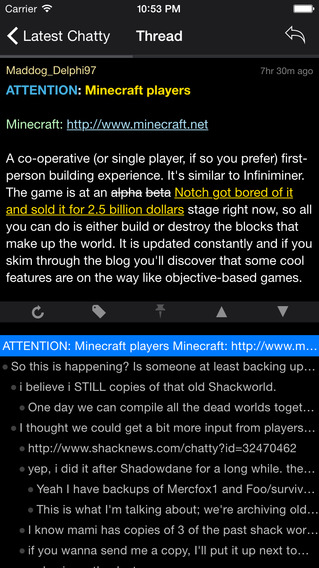 Carrier 10:53 PM
Latest Chatty Thread
Maddog_Delphi97 7hr 30m ago
ATTENTION: Minecraft players
Minecraft: http://www.minecraft.net
A co-operative (or single player, if so you prefer) first-
person building experience. It's similar to Infiniminer.
The game is at an alpha beta Notch got bored of it
and sold it for 2.5 billion dollars stage right now, so all
you can do is either build or destroy the blocks that
make up the world. It is updated constantly and if you
skim through the blog you'll discover that some cool
features are on the way like objective-based games.
ATTENTION: Minecraft players Minecraft: http://www.m...
So this is happening? Is someone at least backing up...
i believe i STILL copies of that old Shackworld.
One day we can compile all the dead worlds toget...
I thought we could get a bit more input from players...
http://www.shacknews.com/chatty?id=32470462
yep, i did it after Shadowdane for a long while. the...
Yeah I have backups of Mercfox1 and Foo/surviv...
This is what I'm talking about; we're archiving old...
I know mami has copies of 3 of the past shack wor...
if you wanna send me a copy, I'll put it up next to...